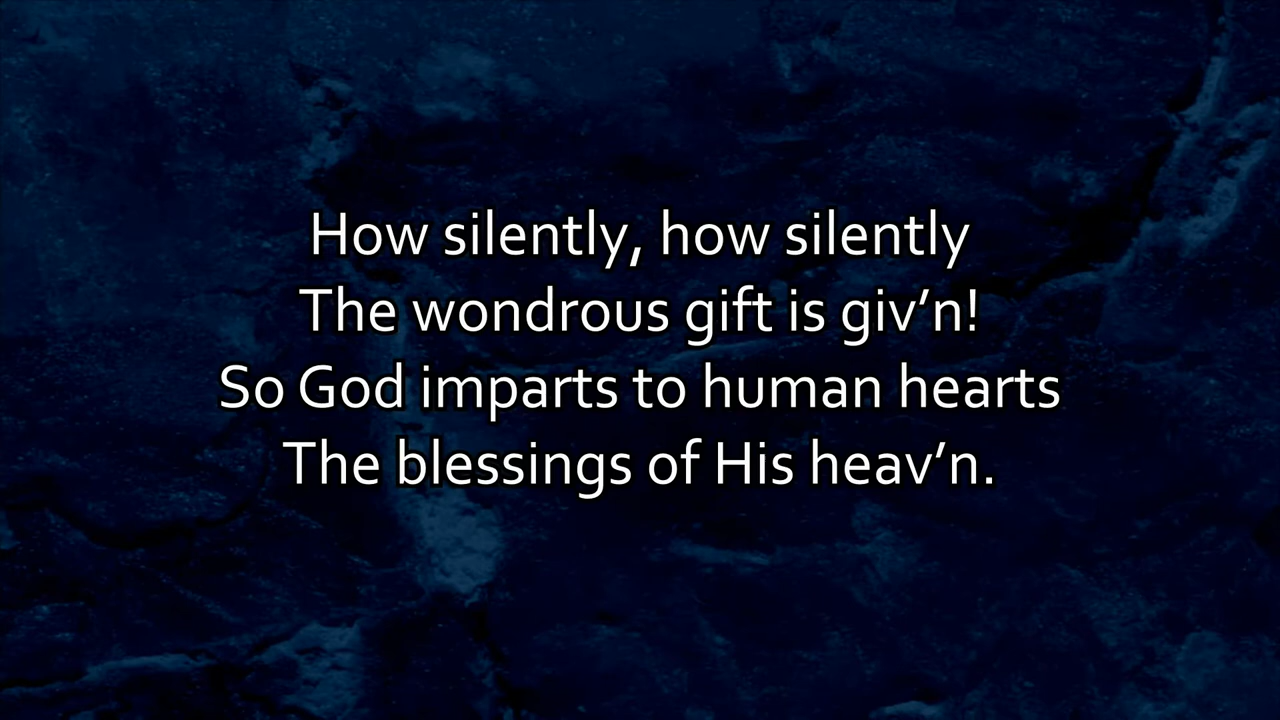 How silently, how silently
The wondrous gift is giv’n!
So God imparts to human hearts
The blessings of His heav’n.